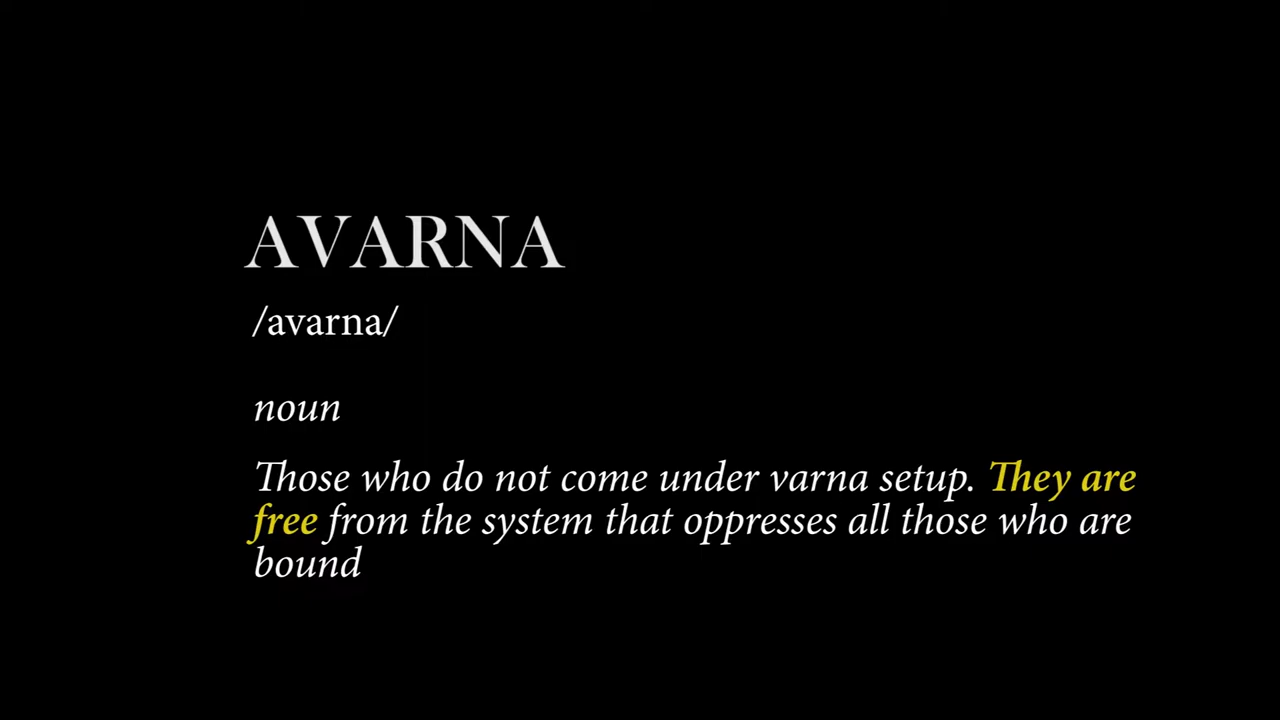 AVARNA
/avarna/
noun
Those who do not come under varna setup. They are
free from the system that oppresses all those who are
bound